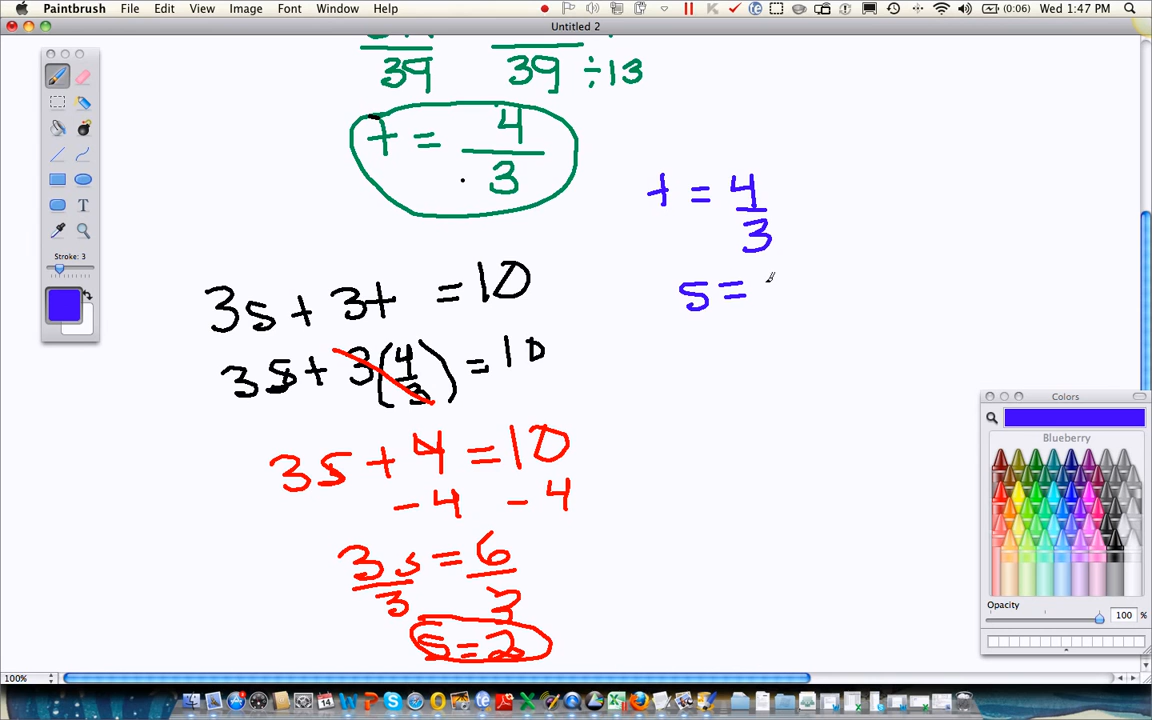 Paintbrush File Edit View Image Font Window Help (0:06) Wed 1:47 PM
Untitled 2
39 39 ÷13
t = 4/3
t = 4/3
s =
3s + 3t = 10
3s + 3(4/3) = 10
3s + 4 = 10
-4 -4
3s = 6
3 3
s = 2
Stroke: 3
T
Colors
Blueberry
Opacity
100 %
100%